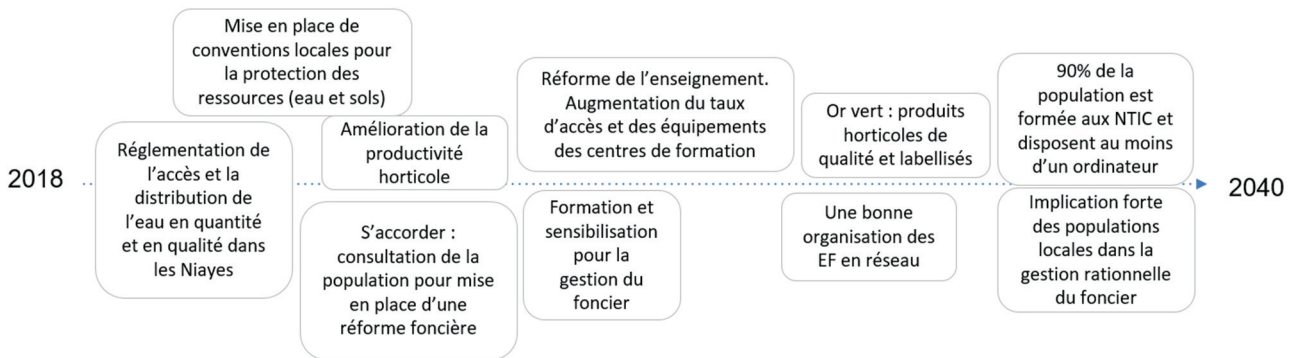 2018
Mise en place de
conventions locales pour
la protection des
ressources (eau et sols)
Réglementation de
l'accès et la
distribution de
l'eau en quantité
et en qualité dans
les Niayes
Amélioration de la
productivité
horticole
S'accorder :
consultation de la
population pour mise
en place d'une
réforme foncière
Réforme de l'enseignement.
Augmentation du taux
d'accès et des équipements
des centres de formation
Formation et
sensibilisation
pour la
gestion du
foncier
Or vert : produits
horticoles de
qualité et labellisés
Une bonne
organisation des
EF en réseau
90% de la
population est
formée aux NTIC et
disposent au moins
d'un ordinateur
Implication forte
des populations
locales dans la
gestion rationnelle
du foncier
2040